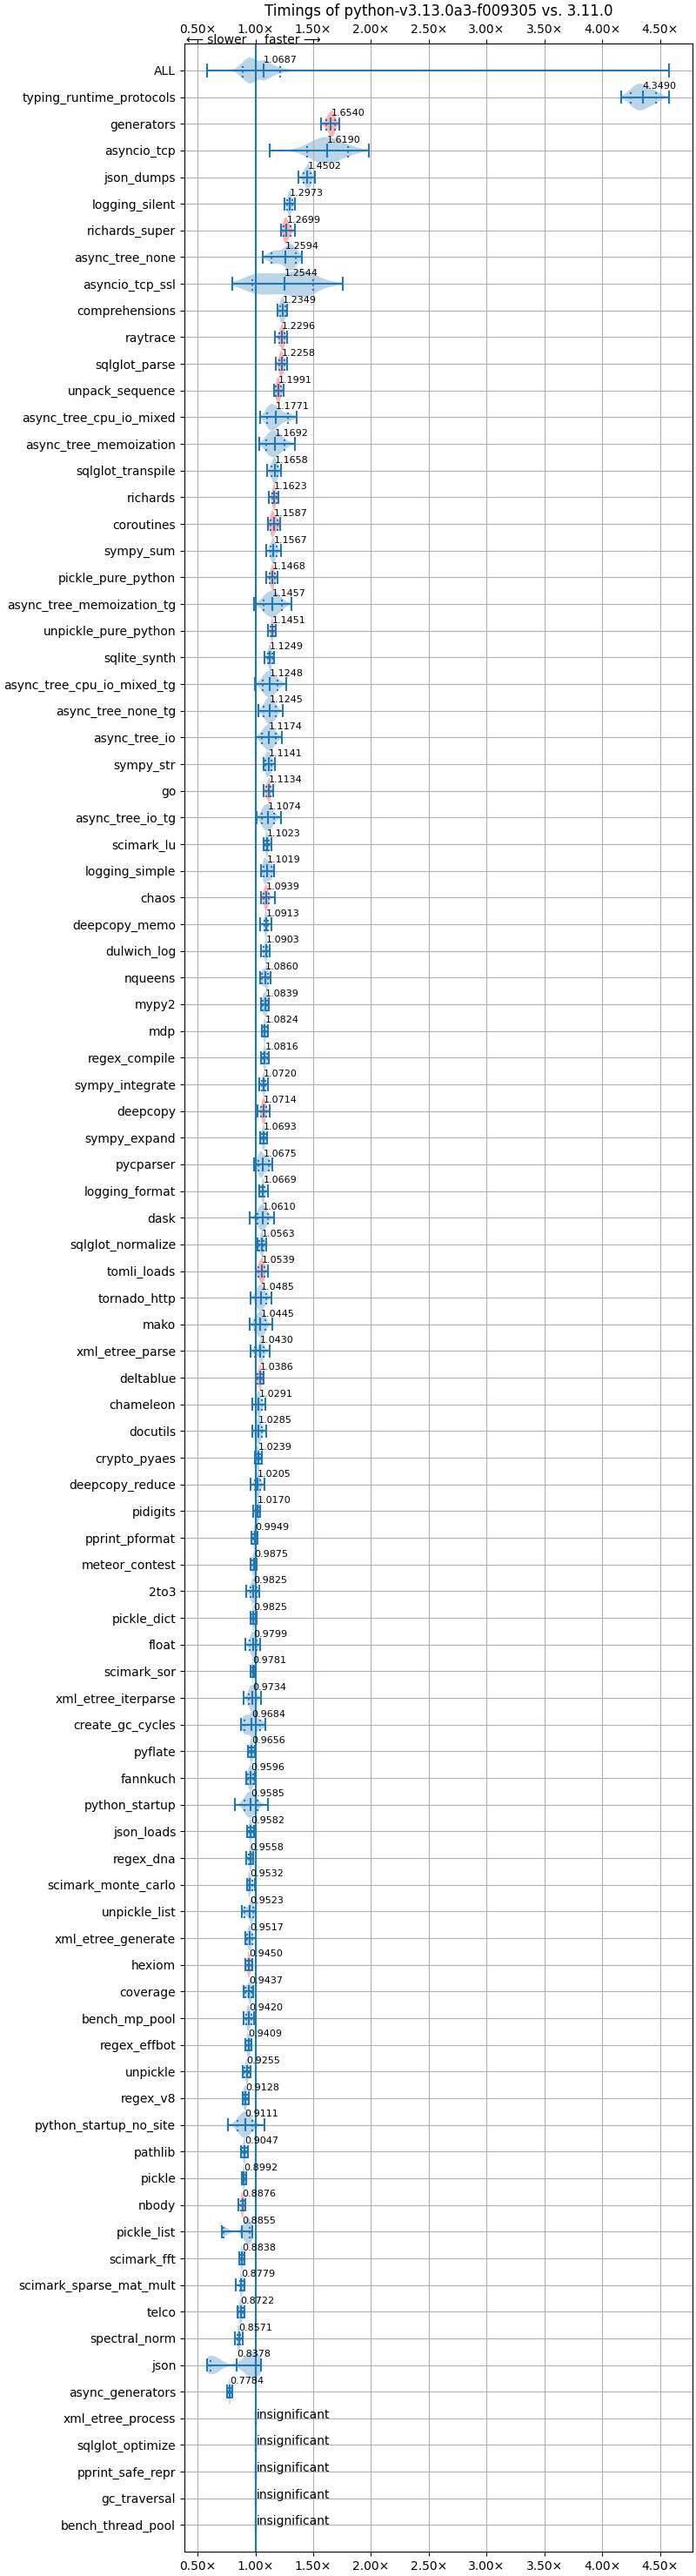 Timings of python-v3.13.0a3-f009305 vs. 3.11.0
0.50× 1.00× 1.50× 2.00× 2.50× 3.00× 3.50× 4.00× 4.50×
⟵ slower faster ⟶
ALL 1.0687
typing_runtime_protocols 4.3490
generators 1.6540
asyncio_tcp 1.6190
json_dumps 1.4502
logging_silent 1.2973
richards_super 1.2699
async_tree_none 1.2594
asyncio_tcp_ssl 1.2544
comprehensions 1.2349
raytrace 1.2296
sqlglot_parse 1.2258
unpack_sequence 1.1991
async_tree_cpu_io_mixed 1.1771
async_tree_memoization 1.1692
sqlglot_transpile 1.1658
richards 1.1623
coroutines 1.1587
sympy_sum 1.1567
pickle_pure_python 1.1468
async_tree_memoization_tg 1.1457
unpickle_pure_python 1.1451
sqlite_synth 1.1249
async_tree_cpu_io_mixed_tg 1.1248
async_tree_none_tg 1.1245
async_tree_io 1.1174
sympy_str 1.1141
go 1.1134
async_tree_io_tg 1.1074
scimark_lu 1.1023
logging_simple 1.1019
chaos 1.0939
deepcopy_memo 1.0913
dulwich_log 1.0903
nqueens 1.0860
mypy2 1.0839
mdp 1.0824
regex_compile 1.0816
sympy_integrate 1.0720
deepcopy 1.0714
sympy_expand 1.0693
pycparser 1.0675
logging_format 1.0669
dask 1.0610
sqlglot_normalize 1.0563
tomli_loads 1.0539
tornado_http 1.0485
mako 1.0445
xml_etree_parse 1.0430
deltablue 1.0386
chameleon 1.0291
docutils 1.0285
crypto_pyaes 1.0239
deepcopy_reduce 1.0205
pidigits 1.0170
pprint_pformat 0.9949
meteor_contest 0.9875
2to3 0.9825
pickle_dict 0.9825
float 0.9799
scimark_sor 0.9781
xml_etree_iterparse 0.9734
create_gc_cycles 0.9684
pyflate 0.9656
fannkuch 0.9596
python_startup 0.9585
json_loads 0.9582
regex_dna 0.9558
scimark_monte_carlo 0.9532
unpickle_list 0.9523
xml_etree_generate 0.9517
hexiom 0.9450
coverage 0.9437
bench_mp_pool 0.9420
regex_effbot 0.9409
unpickle 0.9255
regex_v8 0.9128
python_startup_no_site 0.9111
pathlib 0.9047
pickle 0.8992
nbody 0.8876
pickle_list 0.8855
scimark_fft 0.8838
scimark_sparse_mat_mult 0.8779
telco 0.8722
spectral_norm 0.8571
json 0.8378
async_generators 0.7784
xml_etree_process insignificant
sqlglot_optimize insignificant
pprint_safe_repr insignificant
gc_traversal insignificant
bench_thread_pool insignificant
0.50× 1.00× 1.50× 2.00× 2.50× 3.00× 3.50× 4.00× 4.50×